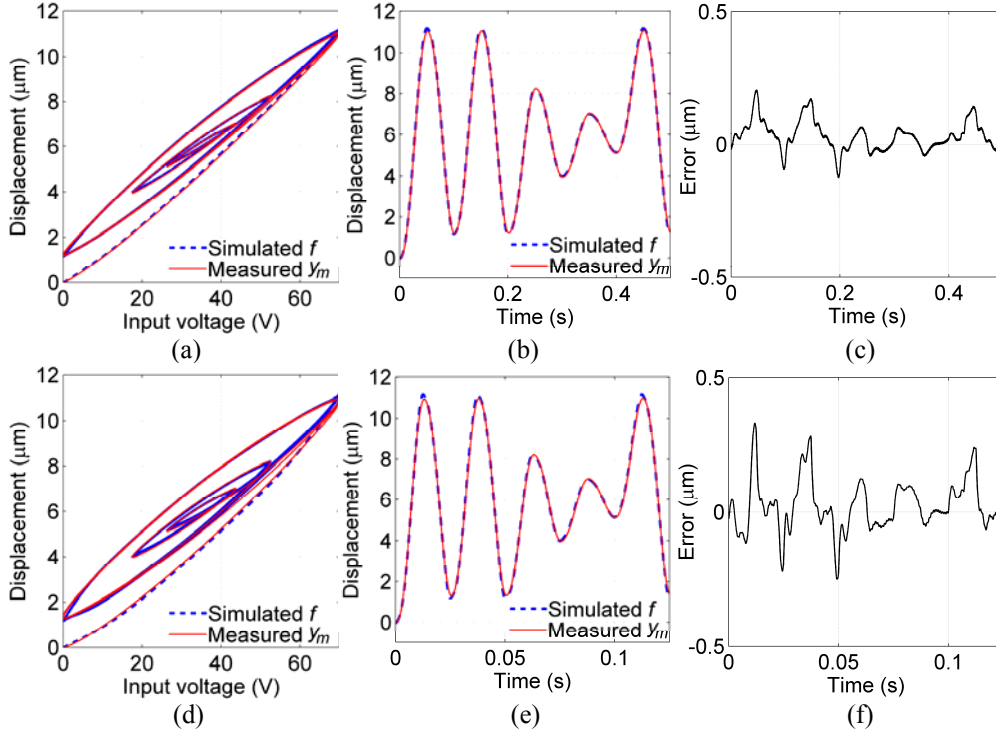 12
10
8
6
4
2
0
Displacement (μm)
Simulated f
Measured ym
0
20
40
60
Input voltage (V)
(a)
12
10
8
6
4
2
0
Displacement (μm)
Simulated f
Measured ym
0
0.2
0.4
Time (s)
(b)
0.5
0
-0.5
Error (μm)
0
0.2
0.4
Time (s)
(c)
12
10
8
6
4
2
0
Displacement (μm)
Simulated f
Measured ym
0
20
40
60
Input voltage (V)
(d)
12
10
8
6
4
2
0
Displacement (μm)
Simulated f
Measured ym
0
0.05
0.1
Time (s)
(e)
0.5
0
-0.5
Error (μm)
0
0.05
0.1
Time (s)
(f)